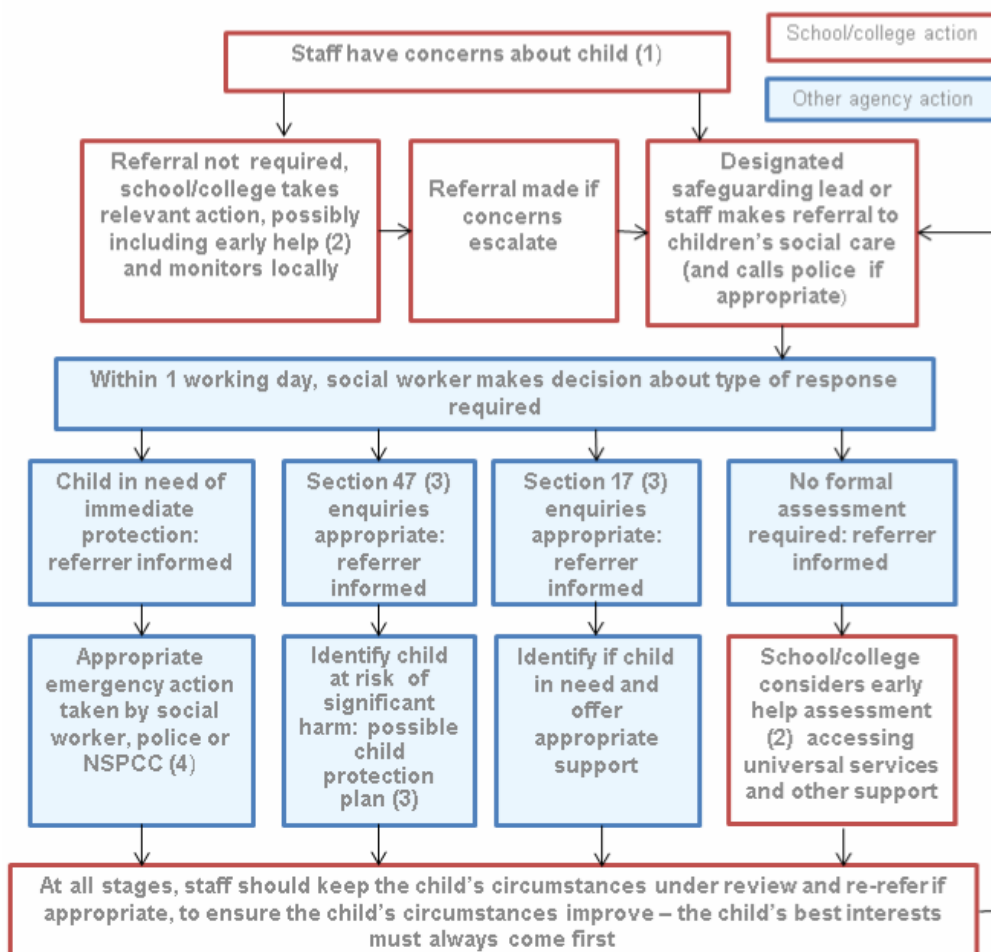 School/college action
Other agency action
Staff have concerns about child (1)
Referral not required,
school/college takes
relevant action, possibly
including early help (2)
and monitors locally
Referral made if
concerns
escalate
Designated
safeguarding lead or
staff makes referral to
children’s social care
(and calls police if
appropriate)
Within 1 working day, social worker makes decision about type of response
required
Child in need of
immediate
protection:
referrer informed
Section 47 (3)
enquiries
appropriate:
referrer
informed
Section 17 (3)
enquiries
appropriate:
referrer
informed
No formal
assessment
required: referrer
informed
Appropriate
emergency action
taken by social
worker, police or
NSPCC (4)
Identify child
at risk of
significant
harm: possible
child
protection
plan (3)
Identify if child
in need and
offer
appropriate
support
School/college
considers early
help assessment
(2) accessing
universal services
and other support
At all stages, staff should keep the child’s circumstances under review and re-refer if
appropriate, to ensure the child’s circumstances improve – the child’s best interests
must always come first